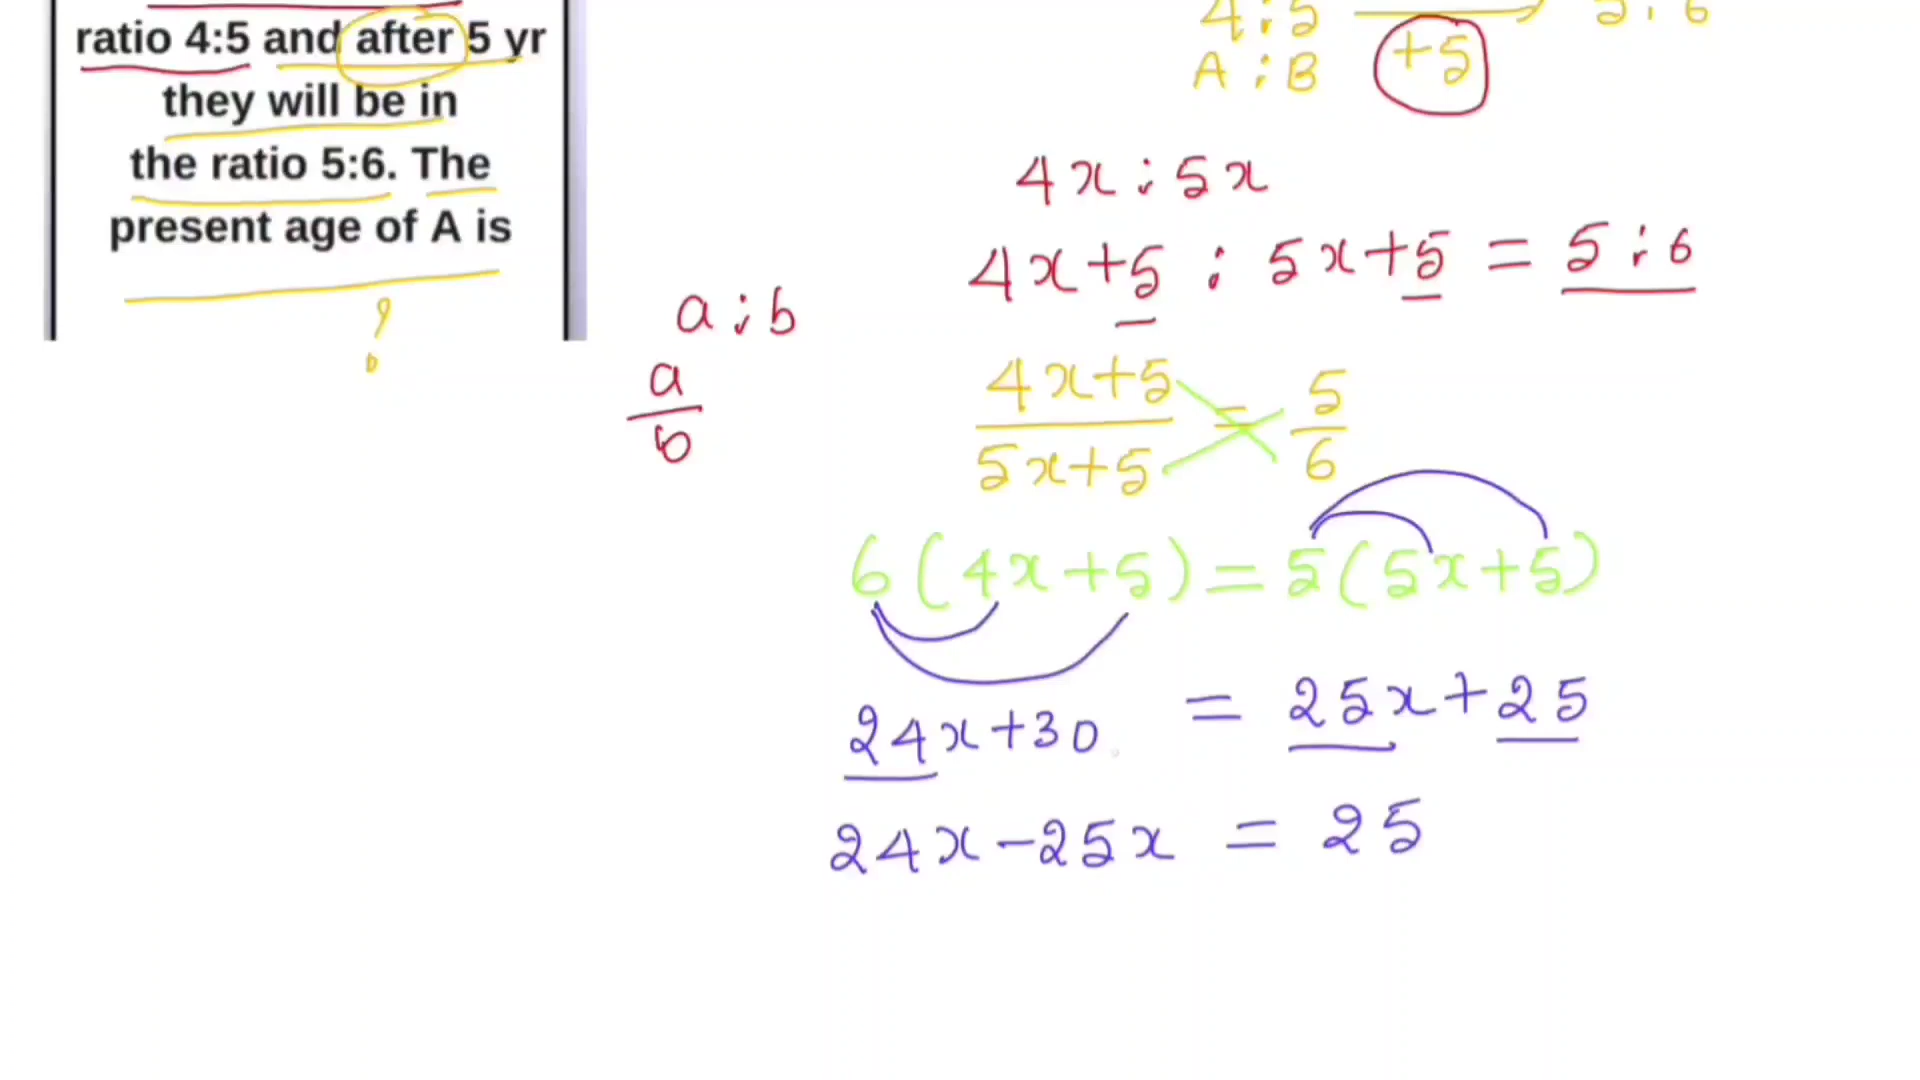 ratio 4:5 and after 5 yr
they will be in
the ratio 5:6. The
present age of A is
?
4:5
+5
5:6
A:B
4x:5x
4x+5 : 5x+5 = 5:6
a:b
a
b
4x+5
5x+5
=
5
6
6(4x+5)=5(5x+5)
24x+30 = 25x+25
24x-25x = 25